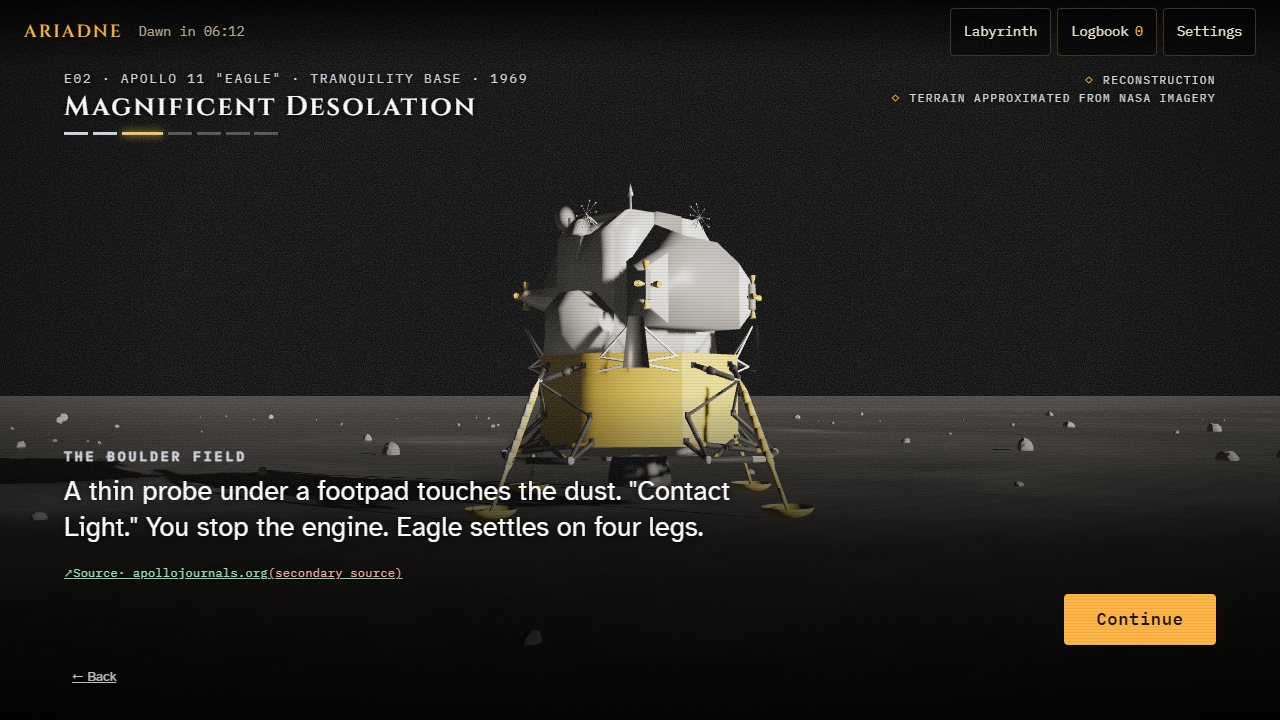 ARIADNE Dawn in 06:12 Labyrinth Logbook 0 Settings
E02 · APOLLO 11 "EAGLE" · TRANQUILITY BASE · 1969
MAGNIFICENT DESOLATION
◇ RECONSTRUCTION
◇ TERRAIN APPROXIMATED FROM NASA IMAGERY
THE BOULDER FIELD
A thin probe under a footpad touches the dust. "Contact
Light." You stop the engine. Eagle settles on four legs.
↗Source· apollojournals.org(secondary source)
Continue
← Back